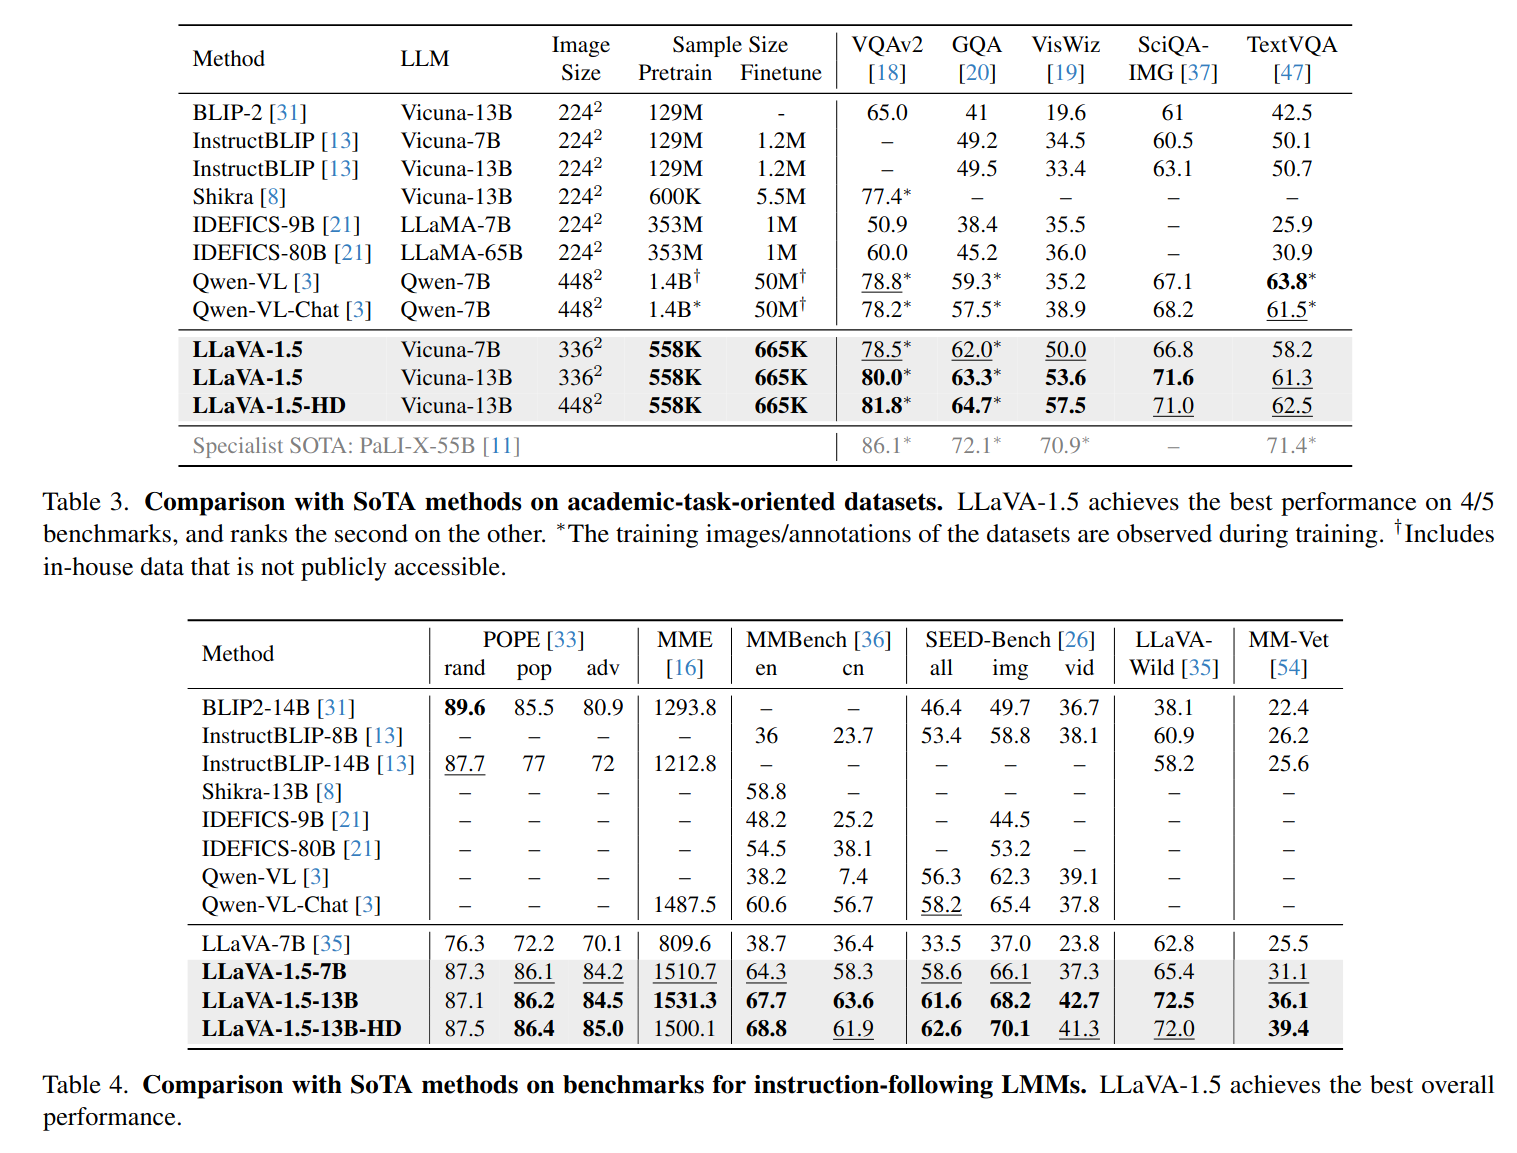 Method LLM Image Size Sample Size Pretrain Finetune VQAv2 [18] GQA [20] VisWiz [19] SciQA-IMG [37] TextVQA [47]
BLIP-2 [31] Vicuna-13B 224² 129M - 65.0 41 19.6 61 42.5
InstructBLIP [13] Vicuna-7B 224² 129M 1.2M – 49.2 34.5 60.5 50.1
InstructBLIP [13] Vicuna-13B 224² 129M 1.2M – 49.5 33.4 63.1 50.7
Shikra [8] Vicuna-13B 224² 600K 5.5M 77.4* – – – –
IDEFICS-9B [21] LLaMA-7B 224² 353M 1M 50.9 38.4 35.5 – 25.9
IDEFICS-80B [21] LLaMA-65B 224² 353M 1M 60.0 45.2 36.0 – 30.9
Qwen-VL [3] Qwen-7B 448² 1.4B† 50M† 78.8* 59.3* 35.2 67.1 63.8*
Qwen-VL-Chat [3] Qwen-7B 448² 1.4B* 50M† 78.2* 57.5* 38.9 68.2 61.5*
LLaVA-1.5 Vicuna-7B 336² 558K 665K 78.5* 62.0* 50.0 66.8 58.2
LLaVA-1.5 Vicuna-13B 336² 558K 665K 80.0* 63.3* 53.6 71.6 61.3
LLaVA-1.5-HD Vicuna-13B 448² 558K 665K 81.8* 64.7* 57.5 71.0 62.5
Specialist SOTA: PaLI-X-55B [11] 86.1* 72.1* 70.9* – 71.4*
Table 3. Comparison with SoTA methods on academic-task-oriented datasets. LLaVA-1.5 achieves the best performance on 4/5
benchmarks, and ranks the second on the other. *The training images/annotations of the datasets are observed during training. †Includes
in-house data that is not publicly accessible.
Method POPE [33] rand pop adv MME [16] MMBench [36] en cn SEED-Bench [26] all img vid LLaVA-Wild [35] MM-Vet [54]
BLIP2-14B [31] 89.6 85.5 80.9 1293.8 – – 46.4 49.7 36.7 38.1 22.4
InstructBLIP-8B [13] – – – – 36 23.7 53.4 58.8 38.1 60.9 26.2
InstructBLIP-14B [13] 87.7 77 72 1212.8 – – – – – 58.2 25.6
Shikra-13B [8] – – – – 58.8 – – – – – –
IDEFICS-9B [21] – – – – 48.2 25.2 – 44.5 – – –
IDEFICS-80B [21] – – – – 54.5 38.1 – 53.2 – – –
Qwen-VL [3] – – – – 38.2 7.4 56.3 62.3 39.1 – –
Qwen-VL-Chat [3] – – – 1487.5 60.6 56.7 58.2 65.4 37.8 – –
LLaVA-7B [35] 76.3 72.2 70.1 809.6 38.7 36.4 33.5 37.0 23.8 62.8 25.5
LLaVA-1.5-7B 87.3 86.1 84.2 1510.7 64.3 58.3 58.6 66.1 37.3 65.4 31.1
LLaVA-1.5-13B 87.1 86.2 84.5 1531.3 67.7 63.6 61.6 68.2 42.7 72.5 36.1
LLaVA-1.5-13B-HD 87.5 86.4 85.0 1500.1 68.8 61.9 62.6 70.1 41.3 72.0 39.4
Table 4. Comparison with SoTA methods on benchmarks for instruction-following LMMs. LLaVA-1.5 achieves the best overall
performance.